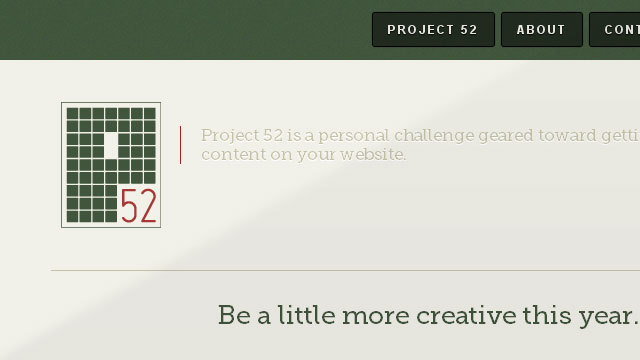 PROJECT 52 ABOUT CONT
Project 52 is a personal challenge geared toward getti
content on your website.
52
Be a little more creative this year.